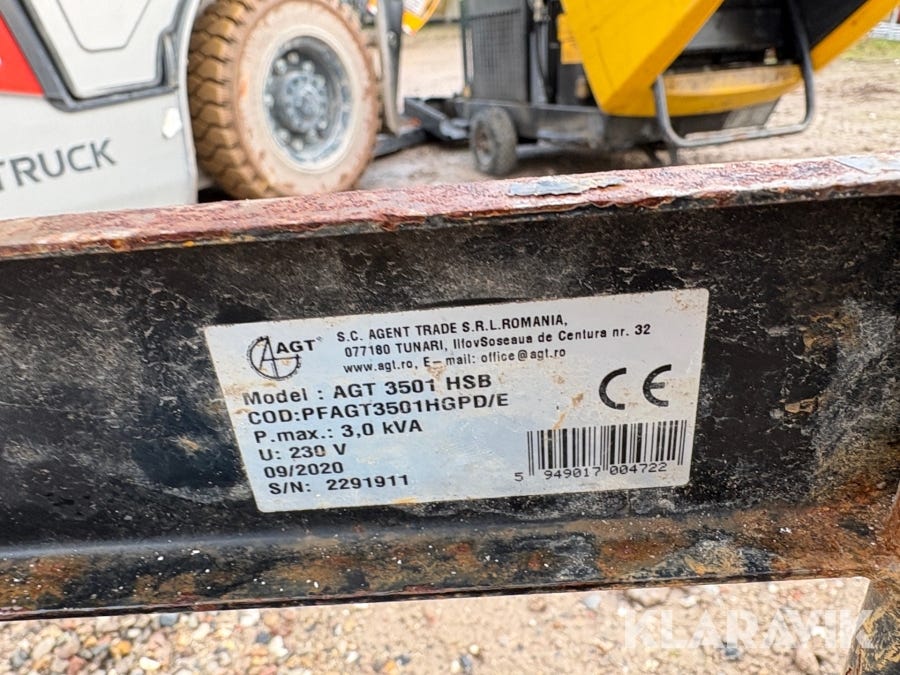 TRUCK
AGT®
S.C. AGENT TRADE S.R.L.ROMANIA,
077180 TUNARI, IlfovSoseaua de Centura nr. 32
www.agt.ro, E-mail: office@agt.ro
Model : AGT 3501 HSB
COD:PFAGT3501HGPD/E
P.max.: 3,0 kVA
U: 230 V
09/2020
S/N: 2291911
CE
5 949017 004722
KLARAVIK